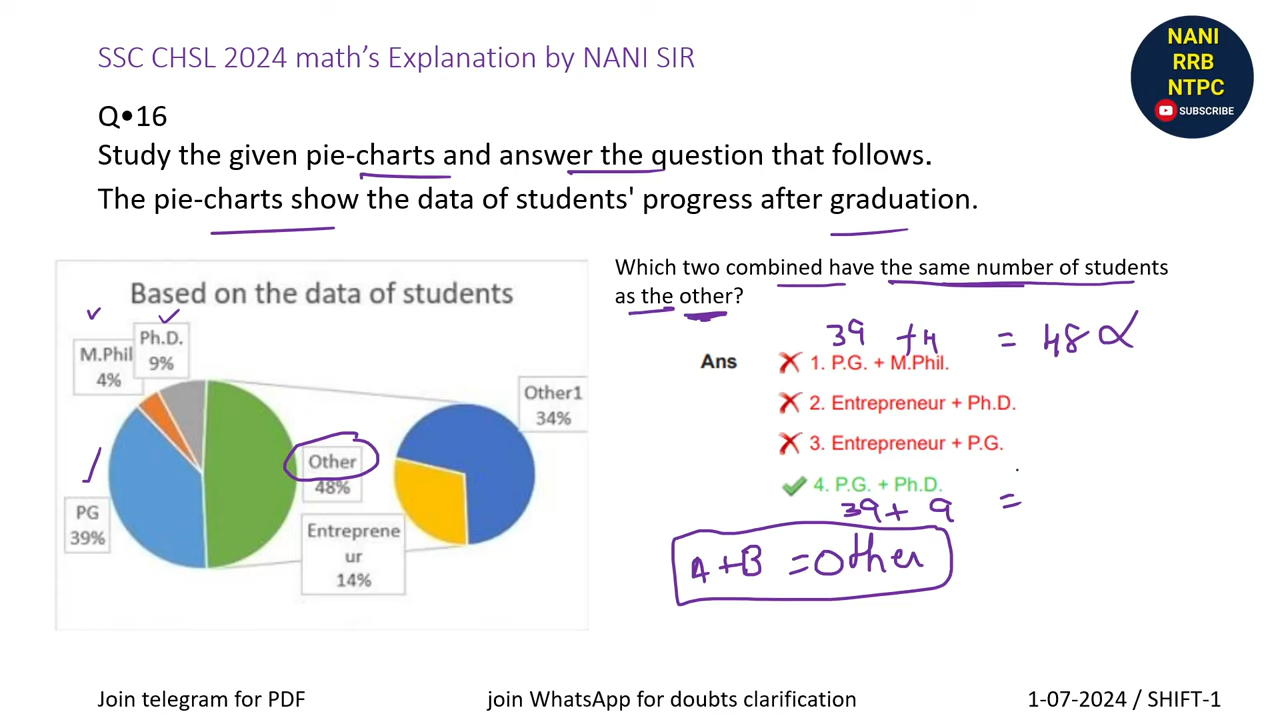 SSC CHSL 2024 math’s Explanation by NANI SIR
NANI
RRB
NTPC
SUBSCRIBE
Q•16
Study the given pie-charts and answer the question that follows.
The pie-charts show the data of students' progress after graduation.
Based on the data of students
Ph.D.
9%
M.Phil
4%
PG
39%
Other
48%
Entreprene
ur
14%
Other1
34%
Which two combined have the same number of students
as the other?
39 + 4 = 48
Ans
1. P.G. + M.Phil.
2. Entrepreneur + Ph.D.
3. Entrepreneur + P.G.
4. P.G. + Ph.D.
39 + 9 =
A + B = Other
Join telegram for PDF
join WhatsApp for doubts clarification
1-07-2024 / SHIFT-1